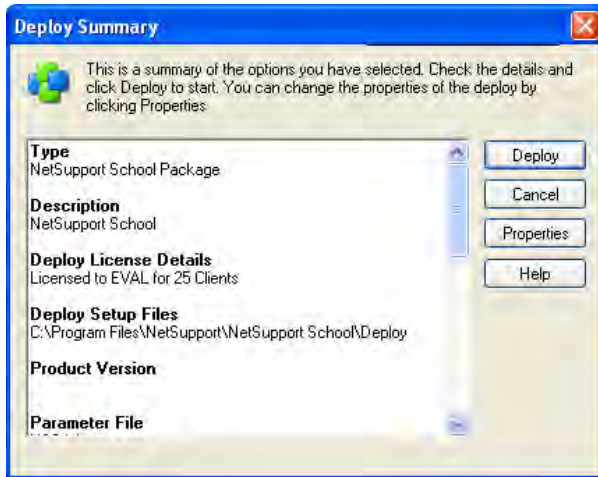 Deploy Summary
This is a summary of the options you have selected. Check the details and
click Deploy to start. You can change the properties of the deploy by
clicking Properties
Type
NetSupport School Package
Description
NetSupport School
Deploy License Details
Licensed to EVAL for 25 Clients
Deploy Setup Files
C:\Program Files\NetSupport\NetSupport School\Deploy
Product Version
Parameter File
Deploy
Cancel
Properties
Help